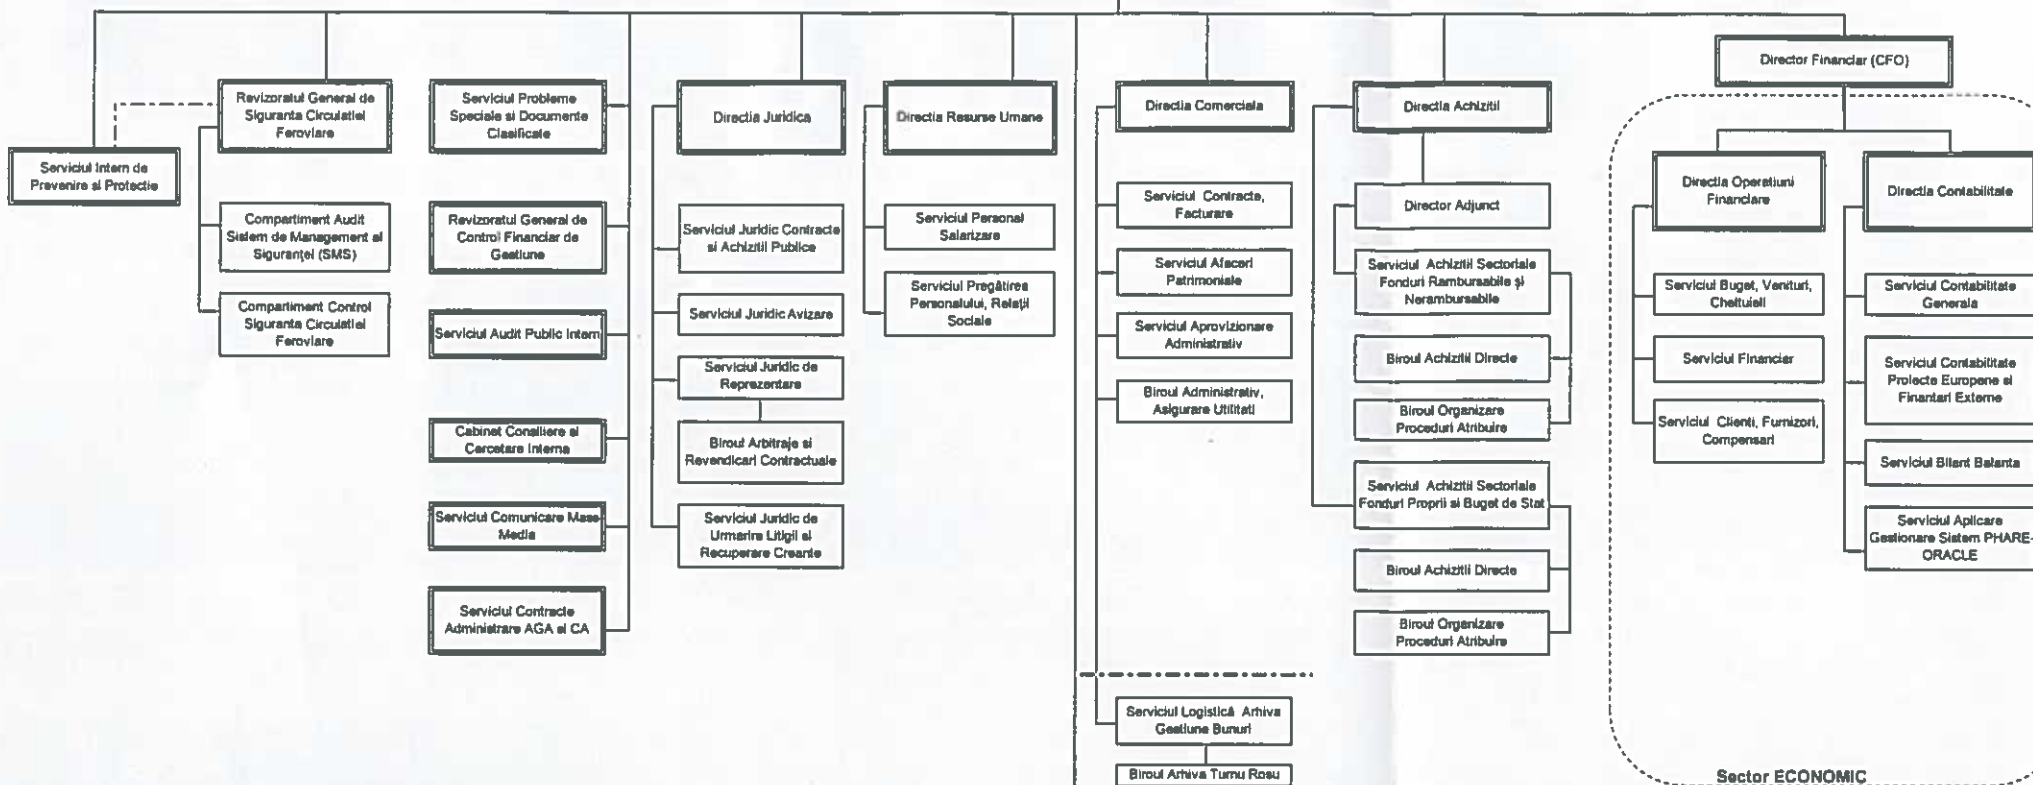 Director Financiar (CFO)
Revizoratul General de
Siguranta Circulatiei
Feroviare
Serviciul Probleme
Speciale si Documente
Clasificate
Directia Juridica
Directia Resurse Umane
Directia Comerciala
Directia Achizitii
Serviciul Intern de
Prevenire si Protectie
Compartiment Audit
Sistem de Management al
Siguranței (SMS)
Compartiment Control
Siguranta Circulatiei
Feroviare
Revizoratul General de
Control Financiar de
Gestiune
Serviciul Audit Public Intern
Cabinet Consiliere si
Cercetare Interna
Serviciul Comunicare Mass-
Media
Serviciul Contracte
Administrare AGA si CA
Serviciul Juridic Contracte
si Achizitii Publice
Serviciul Juridic Avizare
Serviciul Juridic de
Reprezentare
Biroul Arbitraje si
Revendicari Contractuale
Serviciul Juridic de
Urmarire Litigii si
Recuperare Creante
Serviciul Personal
Salarizare
Serviciul Pregătirea
Personalului, Relații
Sociale
Serviciul Contracte,
Facturare
Serviciul Afaceri
Patrimoniale
Serviciul Aprovizionare
Administrativ
Biroul Administrativ,
Asigurare Utilitati
Serviciul Logistică Arhiva
Gestiune Bunuri
Biroul Arhiva Turnu Rosu
Director Adjunct
Serviciul Achizitii Sectoriale
Fonduri Rambursabile și
Nerambursabile
Biroul Achizitii Directe
Biroul Organizare
Proceduri Atribuire
Serviciul Achizitii Sectoriale
Fonduri Proprii si Buget de Stat
Biroul Achizitii Directe
Biroul Organizare
Proceduri Atribuire
Directia Operatiuni
Financiare
Serviciul Buget, Venituri,
Cheltuieli
Serviciul Financiar
Serviciul Clienti, Furnizori,
Compensari
Directia Contabilitate
Serviciul Contabilitate
Generala
Serviciul Contabilitate
Proiecte Europene si
Finantari Externe
Serviciul Bilant Balanta
Serviciul Aplicare
Gestionare Sistem PHARE-
ORACLE
Sector ECONOMIC